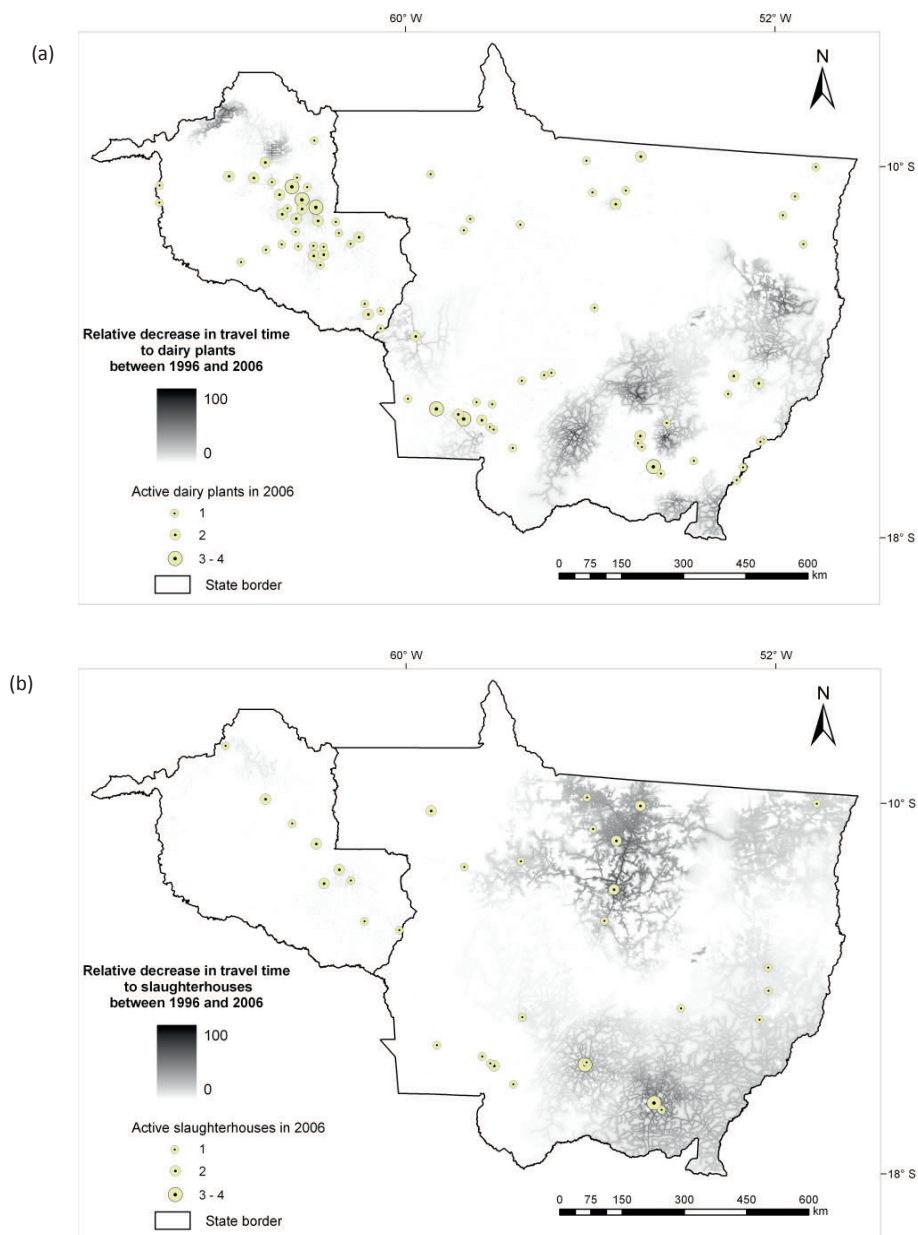 (a)
60° W
52° W
N
10° S
Relative decrease in travel time
to dairy plants
between 1996 and 2006
100
0
Active dairy plants in 2006
1
2
3 - 4
State border
18° S
0 75 150 300 450 600
km
(b)
60° W
52° W
N
10° S
Relative decrease in travel time
to slaughterhouses
between 1996 and 2006
100
0
Active slaughterhouses in 2006
1
2
3 - 4
State border
18° S
0 75 150 300 450 600
km